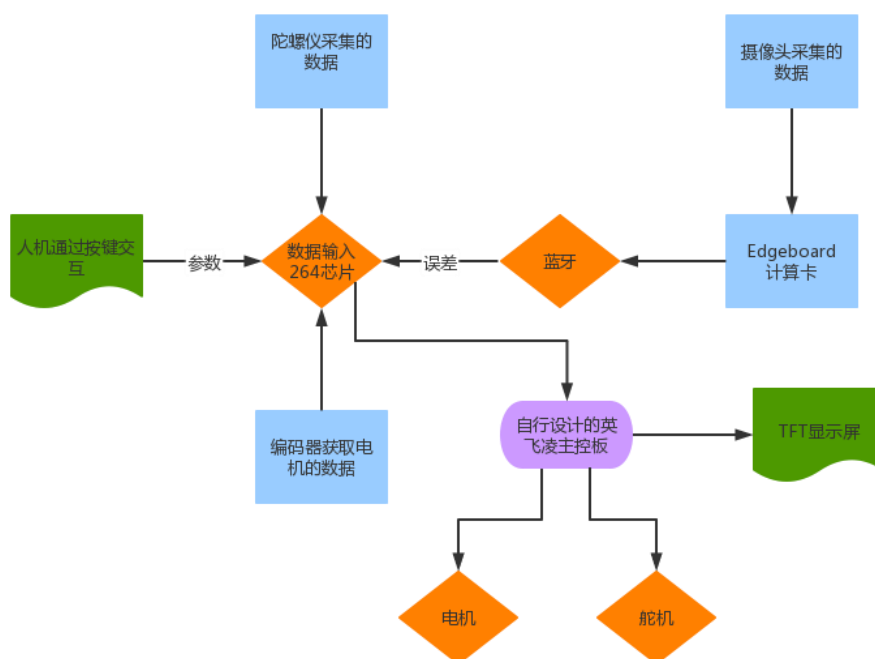 陀螺仪采集的
数据
摄像头采集的
数据
人机通过按键交
互
参数
数据输入
264芯片
误差
蓝牙
Edgeboard
计算卡
编码器获取电
机的数据
自行设计的英
飞凌主控板
TFT显示屏
电机
舵机